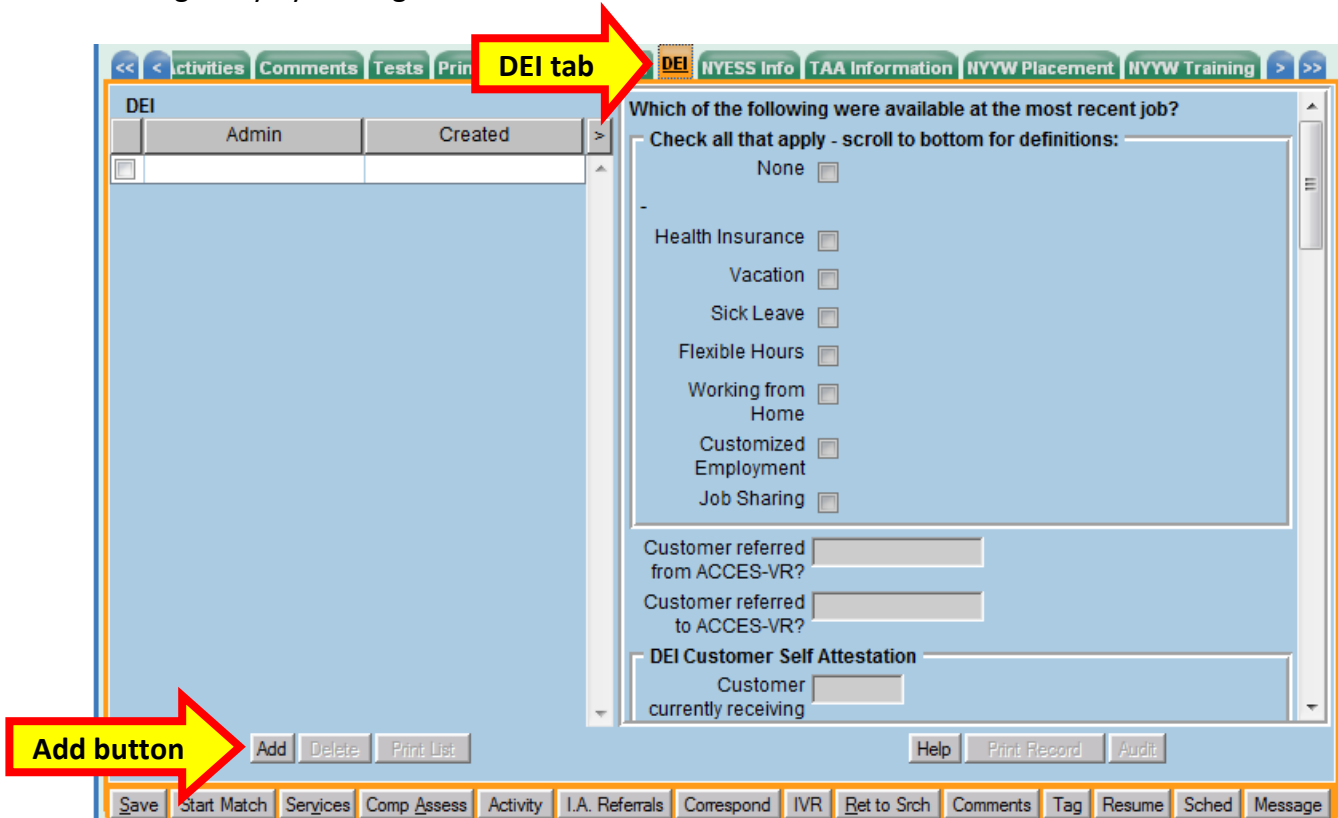 DEI tab
<< < Activities Comments Tests DEI NYESS Info TAA Information NYYW Placement NYYW Training > >>
DEI
Admin Created >
Which of the following were available at the most recent job?
Check all that apply - scroll to bottom for definitions:
None
-
Health Insurance
Vacation
Sick Leave
Flexible Hours
Working from
Home
Customized
Employment
Job Sharing
Customer referred
from ACCES-VR?
Customer referred
to ACCES-VR?
DEI Customer Self Attestation
Customer
currently receiving
Add button
Add Delete Print List Help Print Record Audit
Save Start Match Services Comp Assess Activity I.A. Referrals Correspond IVR Ret to Srch Comments Tag Resume Sched Message